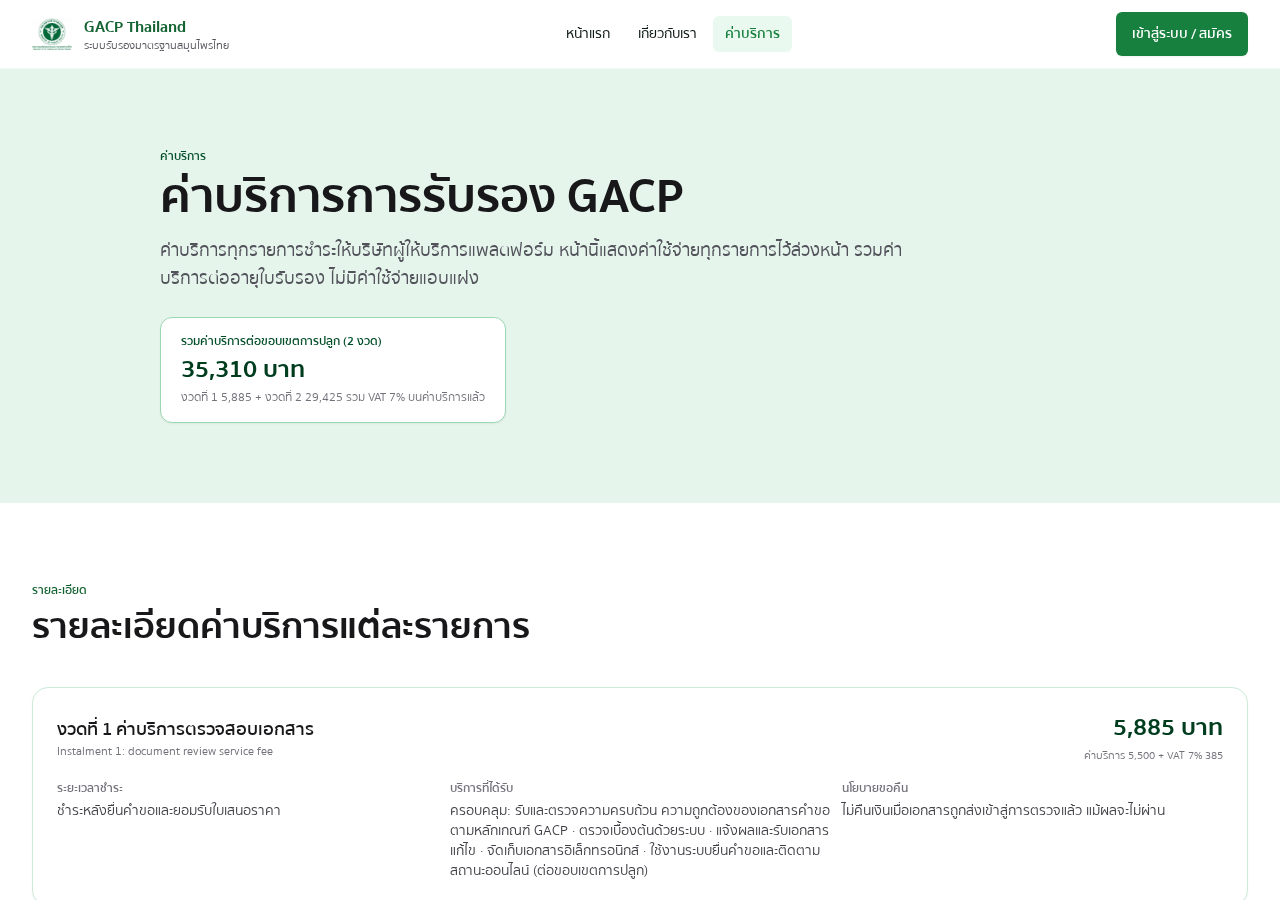 GACP Thailand
ระบบรับรองมาตรฐานสมุนไพรไทย
หน้าแรก
เกี่ยวกับเรา
ค่าบริการ
เข้าสู่ระบบ / สมัคร
ค่าบริการ
ค่าบริการการรับรอง GACP
ค่าบริการทุกรายการชำระให้บริษัทผู้ให้บริการแพลตฟอร์ม หน้านี้แสดงค่าใช้จ่ายทุกรายการไว้ล่วงหน้า รวมค่า
บริการต่ออายุใบรับรอง ไม่มีค่าใช้จ่ายแอบแฝง
รวมค่าบริการต่อขอบเขตการปลูก (2 งวด)
35,310 บาท
งวดที่ 1 5,885 + งวดที่ 2 29,425 รวม VAT 7% บนค่าบริการแล้ว
รายละเอียด
รายละเอียดค่าบริการแต่ละรายการ
งวดที่ 1 ค่าบริการตรวจสอบเอกสาร
Instalment 1: document review service fee
5,885 บาท
ค่าบริการ 5,500 + VAT 7% 385
ระยะเวลาชำระ
ชำระหลังยื่นคำขอและยอมรับใบเสนอราคา
บริการที่ได้รับ
ครอบคลุม: รับและตรวจความครบถ้วน ความถูกต้องของเอกสารคำขอ
ตามหลักเกณฑ์ GACP · ตรวจเบื้องต้นด้วยระบบ · แจ้งผลและรับเอกสาร
แก้ไข · จัดเก็บเอกสารอิเล็กทรอนิกส์ · ใช้งานระบบยื่นคำขอและติดตาม
สถานะออนไลน์ (ต่อขอบเขตการปลูก)
นโยบายขอคืน
ไม่คืนเงินเมื่อเอกสารถูกส่งเข้าสู่การตรวจแล้ว แม้ผลจะไม่ผ่าน